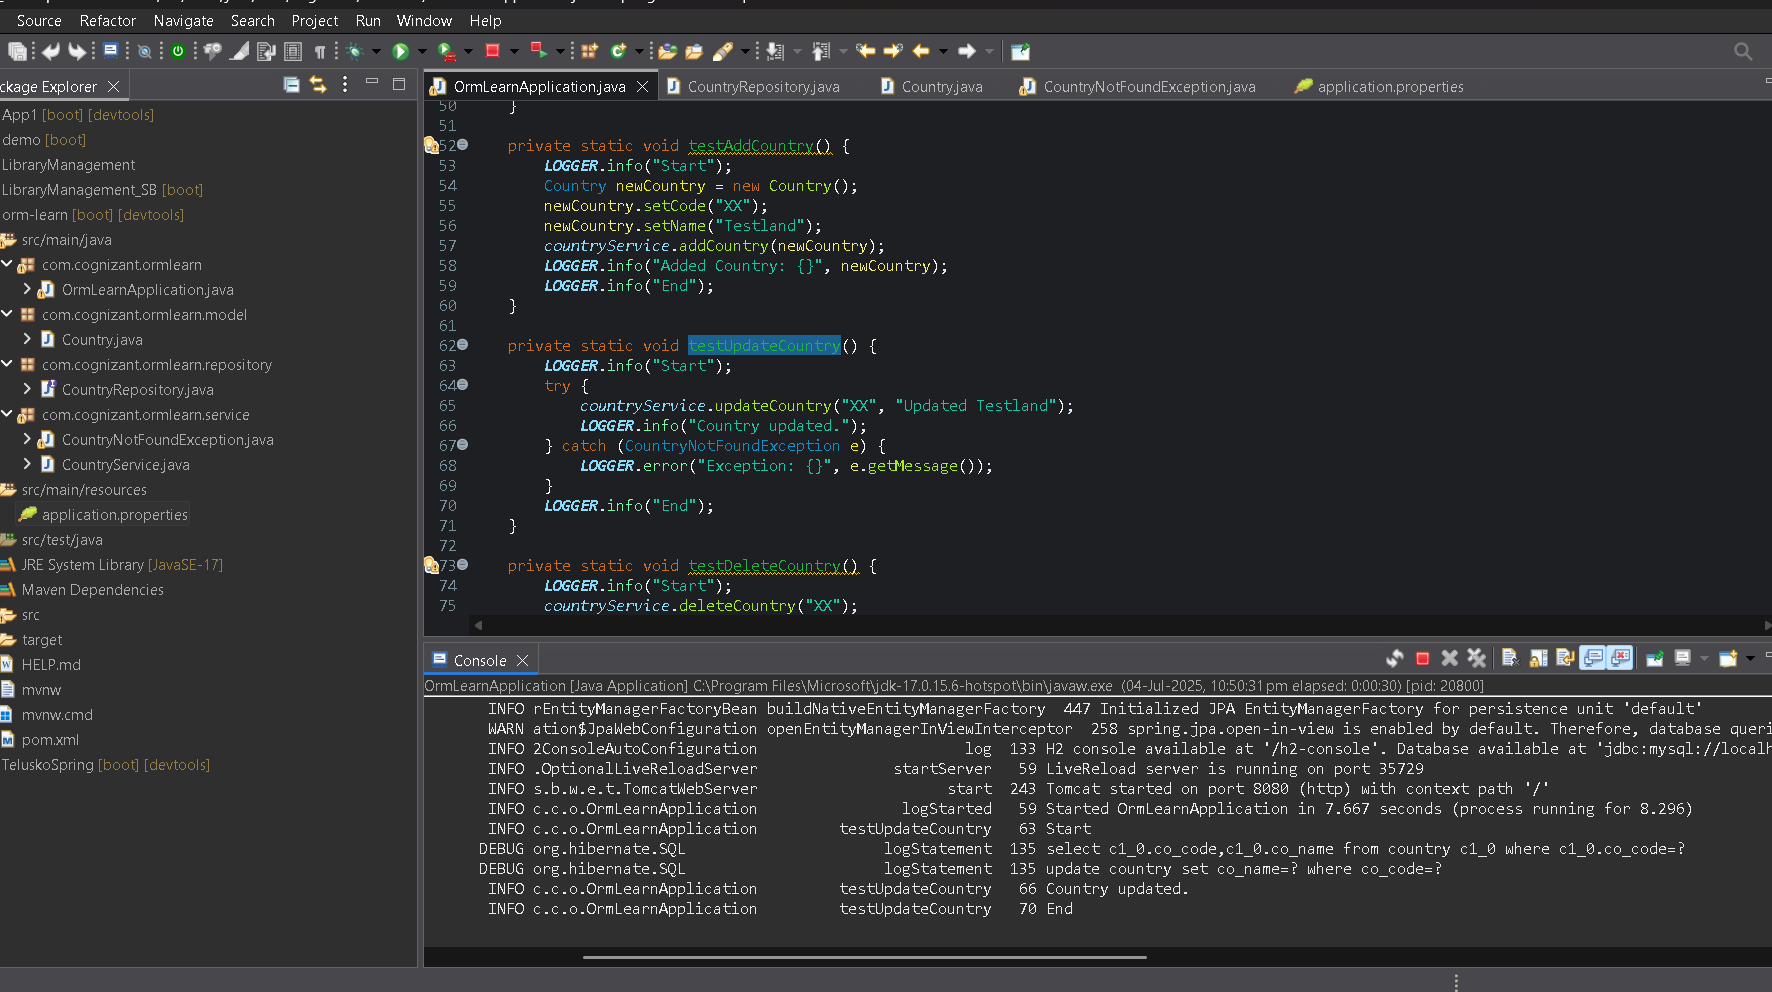 Source Refactor Navigate Search Project Run Window Help
ckage Explorer
OrmLearnApplication.java CountryRepository.java Country.java CountryNotFoundException.java application.properties
App1 [boot] [devtools]
demo [boot]
LibraryManagement
LibraryManagement_SB [boot]
orm-learn [boot] [devtools]
src/main/java
com.cognizant.ormlearn
OrmLearnApplication.java
com.cognizant.ormlearn.model
Country.java
com.cognizant.ormlearn.repository
CountryRepository.java
com.cognizant.ormlearn.service
CountryNotFoundException.java
CountryService.java
src/main/resources
application.properties
src/test/java
JRE System Library [JavaSE-17]
Maven Dependencies
src
target
HELP.md
mvnw
mvnw.cmd
pom.xml
TeluskoSpring [boot] [devtools]
50 }
51
52 private static void testAddCountry() {
53 LOGGER.info("Start");
54 Country newCountry = new Country();
55 newCountry.setCode("XX");
56 newCountry.setName("Testland");
57 countryService.addCountry(newCountry);
58 LOGGER.info("Added Country: {}", newCountry);
59 LOGGER.info("End");
60 }
61
62 private static void testUpdateCountry() {
63 LOGGER.info("Start");
64 try {
65 countryService.updateCountry("XX", "Updated Testland");
66 LOGGER.info("Country updated.");
67 } catch (CountryNotFoundException e) {
68 LOGGER.error("Exception: {}", e.getMessage());
69 }
70 LOGGER.info("End");
71 }
72
73 private static void testDeleteCountry() {
74 LOGGER.info("Start");
75 countryService.deleteCountry("XX");
Console
OrmLearnApplication [Java Application] C:\Program Files\Microsoft\jdk-17.0.15.6-hotspot\bin\javaw.exe (04-Jul-2025, 10:50:31 pm elapsed: 0:00:30) [pid: 20800]
INFO rEntityManagerFactoryBean buildNativeEntityManagerFactory 447 Initialized JPA EntityManagerFactory for persistence unit 'default'
WARN ation$JpaWebConfiguration openEntityManagerInViewInterceptor 258 spring.jpa.open-in-view is enabled by default. Therefore, database queri
INFO 2ConsoleAutoConfiguration log 133 H2 console available at '/h2-console'. Database available at 'jdbc:mysql://localh
INFO .OptionalLiveReloadServer startServer 59 LiveReload server is running on port 35729
INFO s.b.w.e.t.TomcatWebServer start 243 Tomcat started on port 8080 (http) with context path '/'
INFO c.c.o.OrmLearnApplication logStarted 59 Started OrmLearnApplication in 7.667 seconds (process running for 8.296)
INFO c.c.o.OrmLearnApplication testUpdateCountry 63 Start
DEBUG org.hibernate.SQL logStatement 135 select c1_0.co_code,c1_0.co_name from country c1_0 where c1_0.co_code=?
DEBUG org.hibernate.SQL logStatement 135 update country set co_name=? where co_code=?
INFO c.c.o.OrmLearnApplication testUpdateCountry 66 Country updated.
INFO c.c.o.OrmLearnApplication testUpdateCountry 70 End